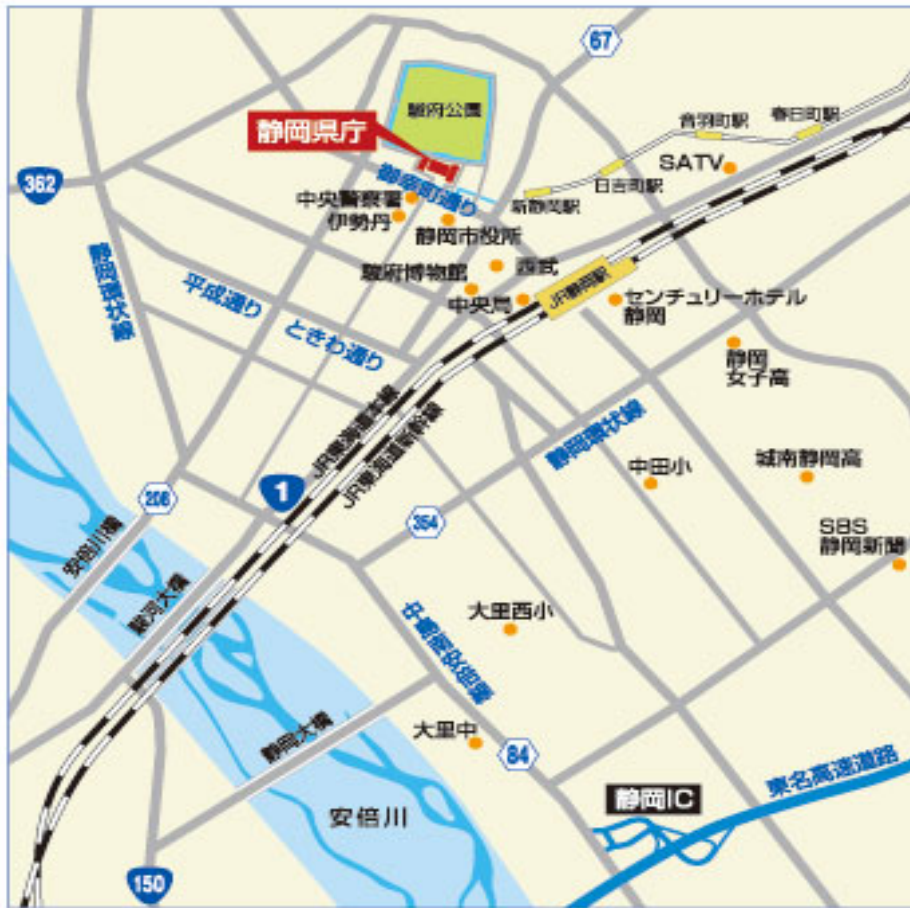 67
駿府公園
静岡県庁
音羽町駅
春日町駅
SATV
362
御幸町通り
日吉町駅
新静岡駅
中央警察署
伊勢丹
静岡市役所
静岡環状線
駿府博物館
西武
平成通り
中央局
JR静岡駅
センチュリーホテル
静岡
ときわ通り
静岡
女子高
JR東海道本線
JR東海道新幹線
静岡環状線
中田小
城南静岡高
208
1
354
SBS
静岡新聞
安倍川橋
駿河大橋
大里西小
静岡大橋
大里中
84
東名高速道路
静岡IC
安倍川
150